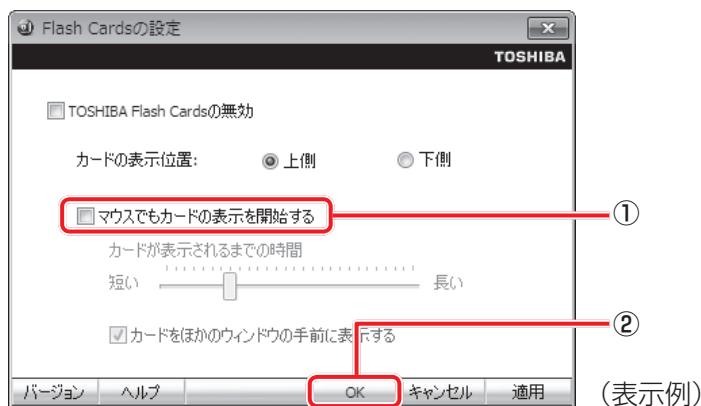 Flash Cardsの設定
TOSHIBA
TOSHIBA Flash Cardsの無効
カードの表示位置: 上側 下側
マウスでもカードの表示を開始する ①
カードが表示されるまでの時間
短い 長い
カードをほかのウィンドウの手前に表示する ②
バージョン ヘルプ OK キャンセル 適用 （表示例）